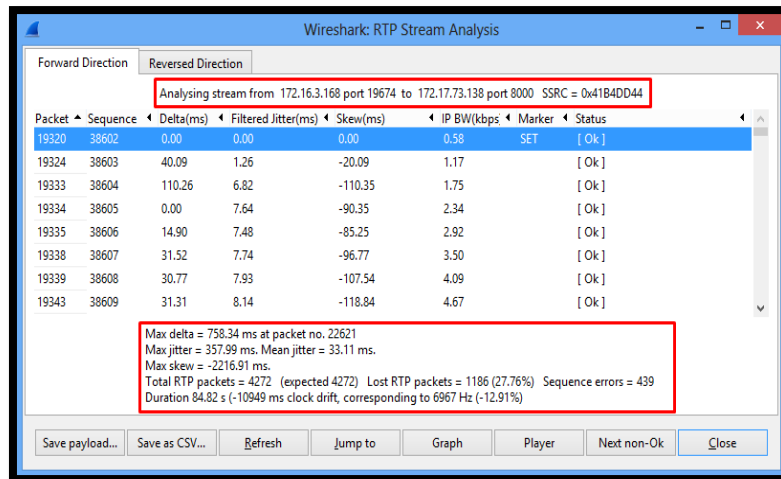 Wireshark: RTP Stream Analysis
Forward Direction Reversed Direction
Analysing stream from 172.16.3.168 port 19674 to 172.17.73.138 port 8000 SSRC = 0x41B4DD44
Packet Sequence Delta(ms) Filtered Jitter(ms) Skew(ms) IP BW(kbps) Marker Status
19320 38602 0.00 0.00 0.00 0.58 SET [ Ok ]
19324 38603 40.09 1.26 -20.09 1.17 [ Ok ]
19333 38604 110.26 6.82 -110.35 1.75 [ Ok ]
19334 38605 0.00 7.64 -90.35 2.34 [ Ok ]
19335 38606 14.90 7.48 -85.25 2.92 [ Ok ]
19338 38607 31.52 7.74 -96.77 3.50 [ Ok ]
19339 38608 30.77 7.93 -107.54 4.09 [ Ok ]
19343 38609 31.31 8.14 -118.84 4.67 [ Ok ]
Max delta = 758.34 ms at packet no. 22621
Max jitter = 357.99 ms. Mean jitter = 33.11 ms.
Max skew = -2216.91 ms.
Total RTP packets = 4272 (expected 4272) Lost RTP packets = 1186 (27.76%) Sequence errors = 439
Duration 84.82 s (-10949 ms clock drift, corresponding to 6967 Hz (-12.91%)
Save payload... Save as CSV... Refresh Jump to Graph Player Next non-Ok Close